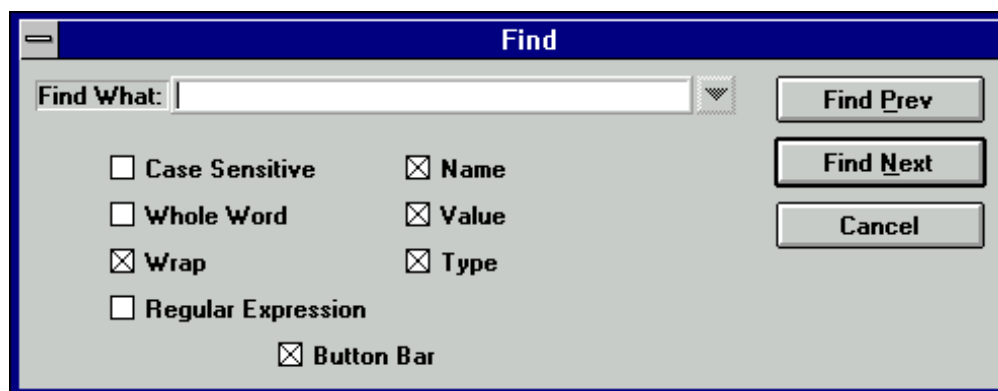 Find
Find What:
Find Prev
Case Sensitive
Name
Find Next
Whole Word
Value
Cancel
Wrap
Type
Regular Expression
Button Bar